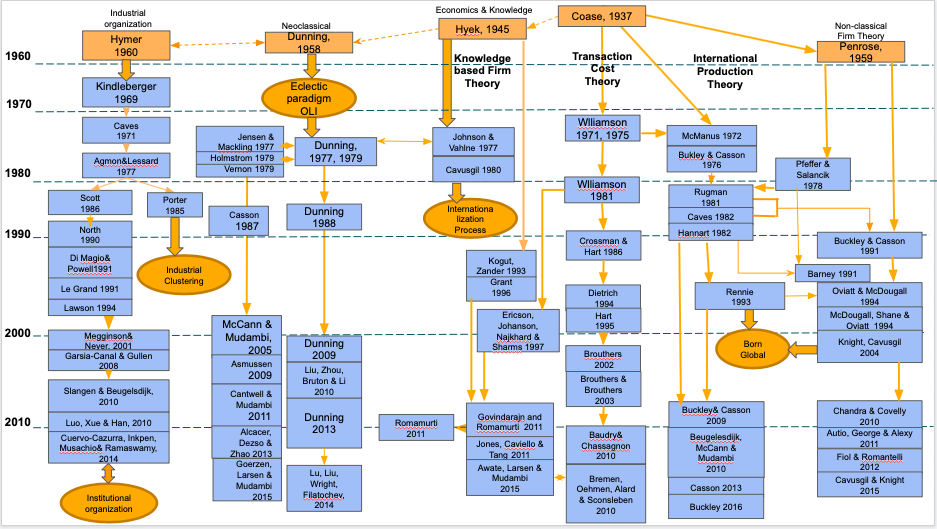 Industrial
organization
Hymer
1960
Neoclassical
Dunning,
1958
Economics & Knowledge
Hyek, 1945
Coase, 1937
Non-classical
Firm Theory
Penrose,
1959
1960
Kindleberger
1969
Eclectic
paradigm
OLI
Knowledge
based Firm
Theory
Transaction
Cost
Theory
International
Production
Theory
1970
Caves
1971
Agmon&Lessard
1977
Jensen &
Mackling 1977
Holmstrom 1979
Vernon 1979
Dunning,
1977, 1979
Johnson &
Vahlne 1977
Cavusgil 1980
Wlliamson
1971, 1975
McManus 1972
Bukley & Casson
1976
Pfeffer &
Salancik
1978
1980
Scott
1986
Porter
1985
Casson
1987
Dunning
1988
Internationa
lization
Process
Wlliamson
1981
Rugman
1981
Caves 1982
Hannart 1982
1990
North
1990
Di Magio&
Powell1991
Le Grand 1991
Lawson 1994
Industrial
Clustering
Crossman &
Hart 1986
Buckley & Casson
1991
Kogut,
Zander 1993
Grant
1996
Barney 1991
Dietrich
1994
Hart
1995
Rennie
1993
Oviatt & McDougall
1994
McDougall, Shane &
Oviatt 1994
Knight, Cavusgil
2004
Ericson,
Johanson,
Najkhard &
Sharms 1997
Born
Global
2000
Megginson&
Never, 2001
Garsia-Canal & Gullen
2008
Slangen & Beugelsdijk,
2010
Luo, Xue & Han, 2010
Cuervo-Cazurra, Inkpen,
Musachio& Ramaswamy,
2014
Institutional
organization
McCann &
Mudambi,
2005
Asmussen
2009
Cantwell &
Mudambi
2011
Alcacer,
Dezso &
Zhao 2013
Goerzen,
Larsen &
Mudambi
2015
Dunning
2009
Liu, Zhou,
Bruton & Li
2010
Dunning
2013
Lu, Liu,
Wright,
Filatochev,
2014
Brouthers
2002
Brouthers &
Brouthers
2003
2010
Romamurti
2011
Govindarajn and
Romamurti 2011
Jones, Caviello &
Tang 2011
Awate, Larsen &
Mudambi
2015
Baudry&
Chassagnon
2010
Bremen,
Oehmen, Alard
& Sconsleben
2010
Buckley& Casson
2009
Beugelesdijk,
McCann &
Mudambi
2010
Casson 2013
Buckley 2016
Chandra & Covelly
2010
Autio, George & Alexy
2011
Fiol & Romantelli
2012
Cavusgil & Knight
2015